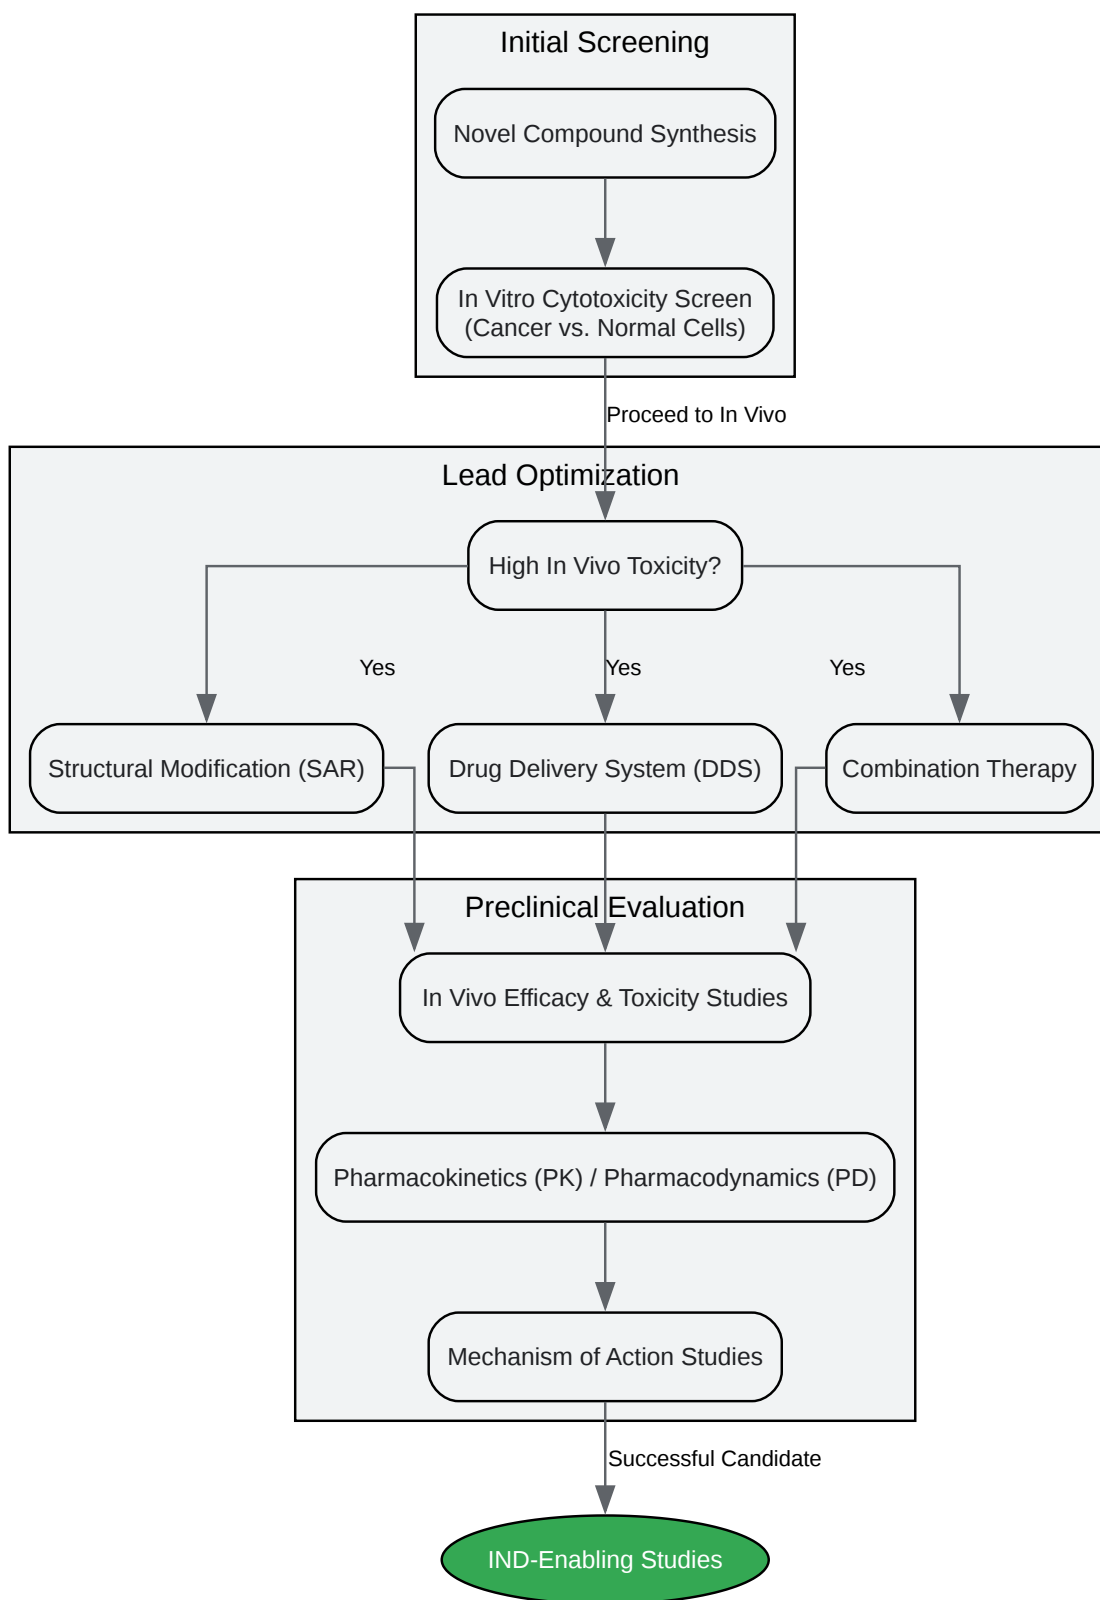 Initial Screening
Novel Compound Synthesis
In Vitro Cytotoxicity Screen
(Cancer vs. Normal Cells)
Proceed to In Vivo
Lead Optimization
High In Vivo Toxicity?
Yes
Yes
Yes
Structural Modification (SAR)
Drug Delivery System (DDS)
Combination Therapy
Preclinical Evaluation
In Vivo Efficacy & Toxicity Studies
Pharmacokinetics (PK) / Pharmacodynamics (PD)
Mechanism of Action Studies
Successful Candidate
IND-Enabling Studies